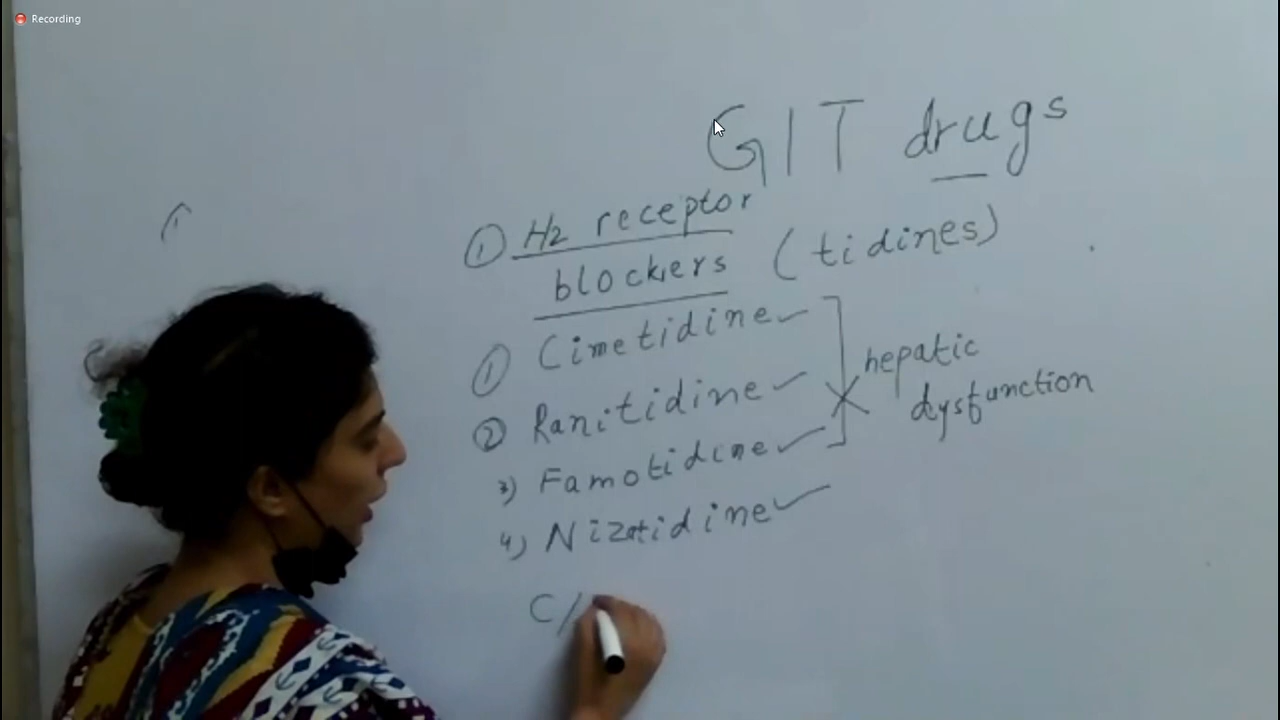 Recording
GIT drugs
① H2 receptor
blockers (tidines)
① Cimetidine ✓
② Ranitidine ✓
3) Famotidine ✓
4) Nizatidine ✓
hepatic
dysfunction
C/